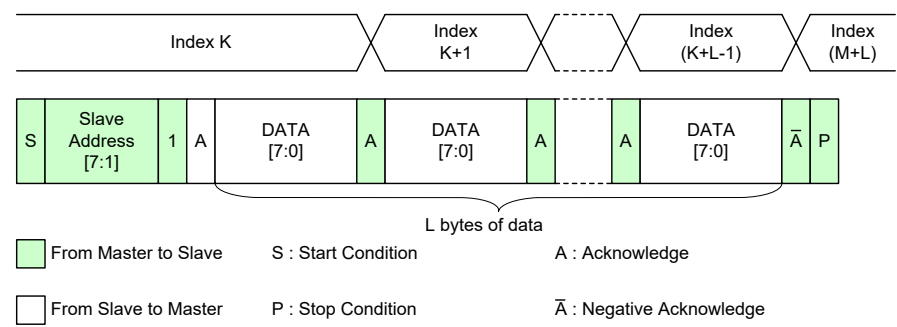 Index K
Index
K+1
Index
(K+L-1)
Index
(M+L)
S
Slave
Address
[7:1]
1
A
DATA
[7:0]
A
DATA
[7:0]
A
A
DATA
[7:0]
A̅
P
L bytes of data
From Master to Slave
S : Start Condition
A : Acknowledge
From Slave to Master
P : Stop Condition
A̅ : Negative Acknowledge